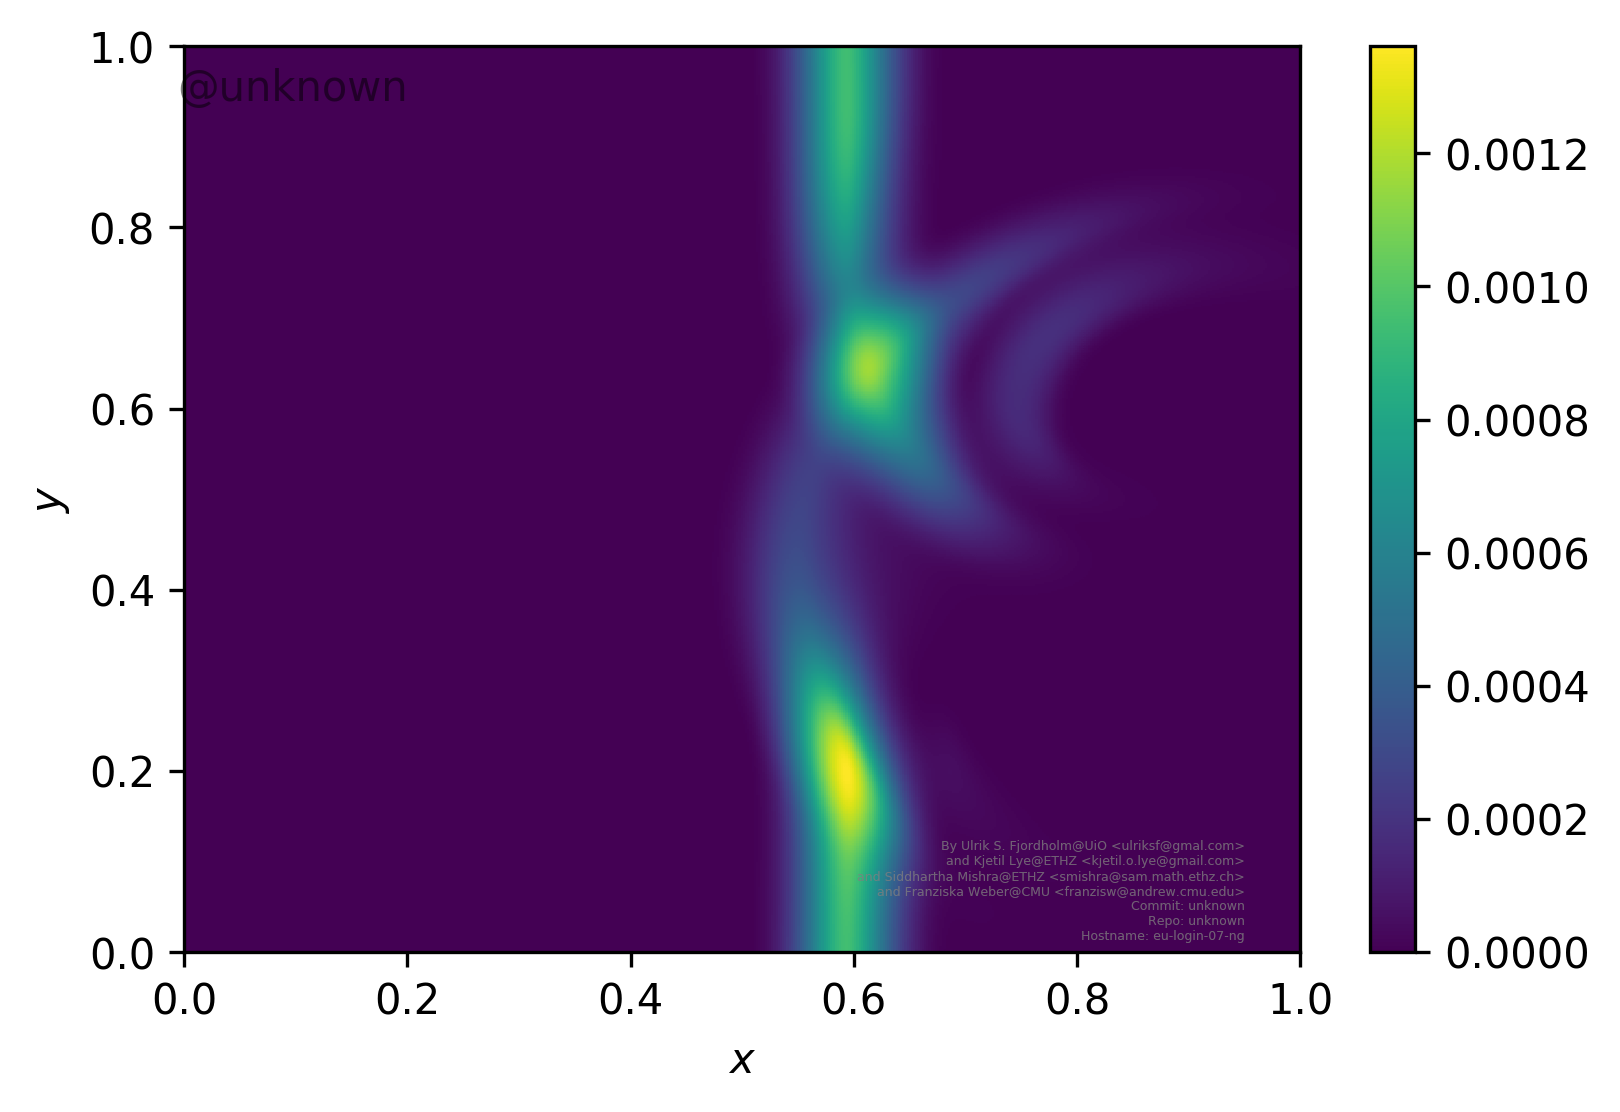 1.0
@unknown
0.8
0.6
y
0.4
0.2
0.0
By Ulrik S. Fjordholm@UiO <ulriksf@gmal.com>
and Kjetil Lye@ETHZ <kjetil.o.lye@gmail.com>
and Siddhartha Mishra@ETHZ <smishra@sam.math.ethz.ch>
and Franziska Weber@CMU <franzisw@andrew.cmu.edu>
Commit: unknown
Repo: unknown
Hostname: eu-login-07-ng
0.0 0.2 0.4 0.6 0.8 1.0
x
0.0012
0.0010
0.0008
0.0006
0.0004
0.0002
0.0000